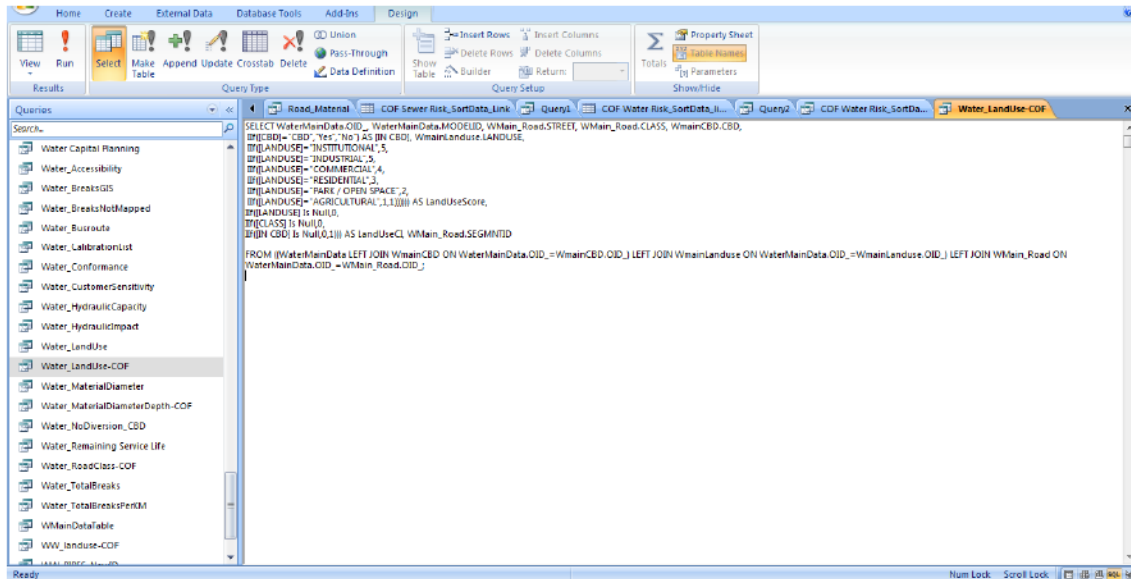 Home Create External Data Database Tools Add-Ins Design
View
Run
Select
Make Table
Append
Update
Crosstab
Delete
Union
Pass-Through
Data Definition
Show Table
Insert Rows
Delete Rows
Builder
Insert Columns
Delete Columns
Return:
Totals
Property Sheet
Table Names
Parameters
Results
Query Type
Query Setup
Show/Hide
Queries
Road_Material
COF Sewer Risk_SortData_Link
Query1
COF Water Risk_SortData_li...
Query2
COF Water Risk_SortDa...
Water_LandUse-COF
Search..
Water Capital Planning
Water_Accessibility
Water_BreaksGIS
Water_BreaksNotMapped
Water_Busroute
Water_CalibrationList
Water_Conformance
Water_CustomerSensitivity
Water_HydraulicCapacity
Water_HydraulicImpact
Water_LandUse
Water_LandUse-COF
Water_MaterialDiameter
Water_MaterialDiameterDepth-COF
Water_NoDiversion_CBD
Water_Remaining Service Life
Water_RoadClass-COF
Water_TotalBreaks
Water_TotalBreaksPerKM
WMainDataTable
WW_landuse-COF
SELECT WaterMainData.OID_, WaterMainData.MODELID, WMain_Road.STREET, WMain_Road.CLASS, WmainCBD.CBD,
IIf([CBD]="CBD","Yes","No") AS [IN CBD], WmainLanduse.LANDUSE,
IIf([LANDUSE]="INSTITUTIONAL",5,
IIf([LANDUSE]="INDUSTRIAL",5,
IIf([LANDUSE]="COMMERCIAL",4,
IIf([LANDUSE]="RESIDENTIAL",3,
IIf([LANDUSE]="PARK / OPEN SPACE",2,
IIf([LANDUSE]="AGRICULTURAL",1,1)))))) AS LandUseScore,
IIf([LANDUSE] Is Null,0,
IIf([CLASS] Is Null,0,
IIf([IN CBD] Is Null,0,1))) AS LandUseCI, WMain_Road.SEGMNTID
FROM ((WaterMainData LEFT JOIN WmainCBD ON WaterMainData.OID_=WmainCBD.OID_) LEFT JOIN WmainLanduse ON WaterMainData.OID_=WmainLanduse.OID_) LEFT JOIN WMain_Road ON
WaterMainData.OID_=WMain_Road.OID_;
Ready
Num Lock Scroll Lock
SQL